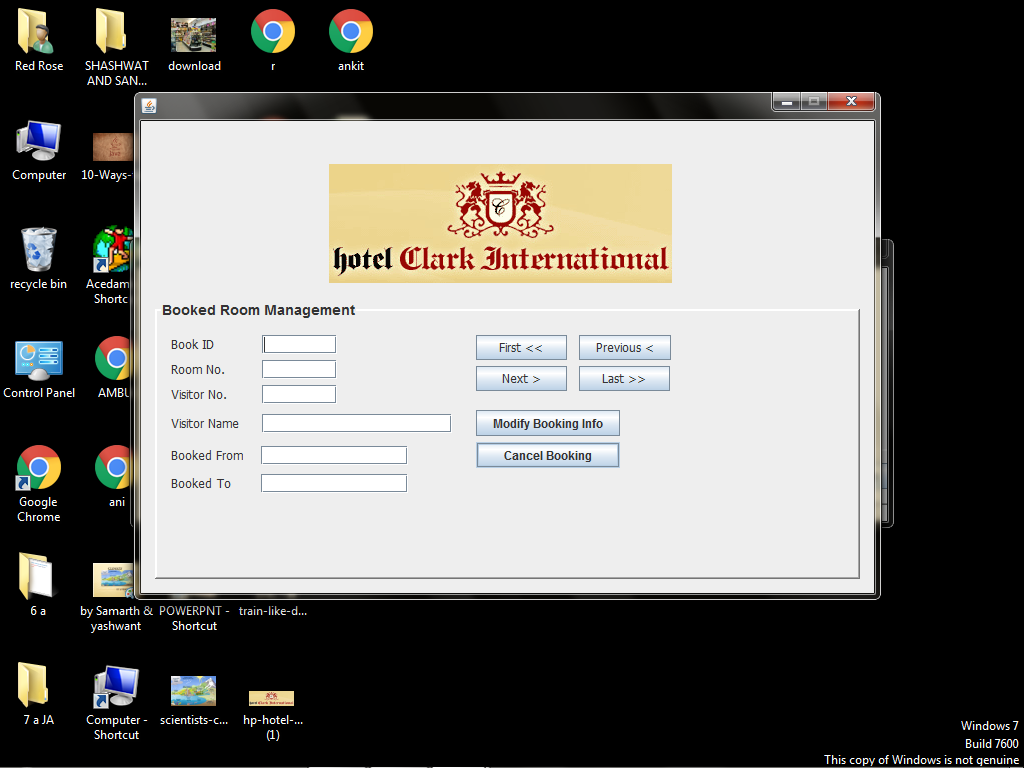 Red Rose
SHASHWAT
AND SAN...
download
r
ankit
Computer
10-Ways-
recycle bin
Control Panel
Google
Chrome
ani
6 a
by Samarth &
yashwant
POWERPNT -
Shortcut
train-like-d...
7 a JA
Computer -
Shortcut
scientists-c...
hp-hotel-...
(1)
hotel Clark International
Booked Room Management
Book ID
Room No.
Visitor No.
Visitor Name
Booked From
Booked To
First <<
Previous <
Next >
Last >>
Modify Booking Info
Cancel Booking
Windows 7
Build 7600
This copy of Windows is not genuine